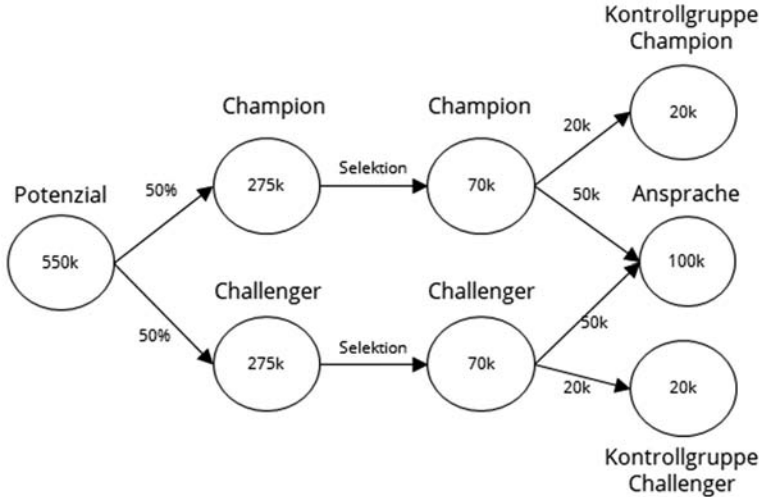 Kontrollgruppe
Champion
Champion
Champion
20k
20k
Selektion
50%
275k
70k
50k
Ansprache
Potenzial
550k
100k
Challenger
Challenger
50k
50%
Selektion
275k
70k
20k
20k
Kontrollgruppe
Challenger